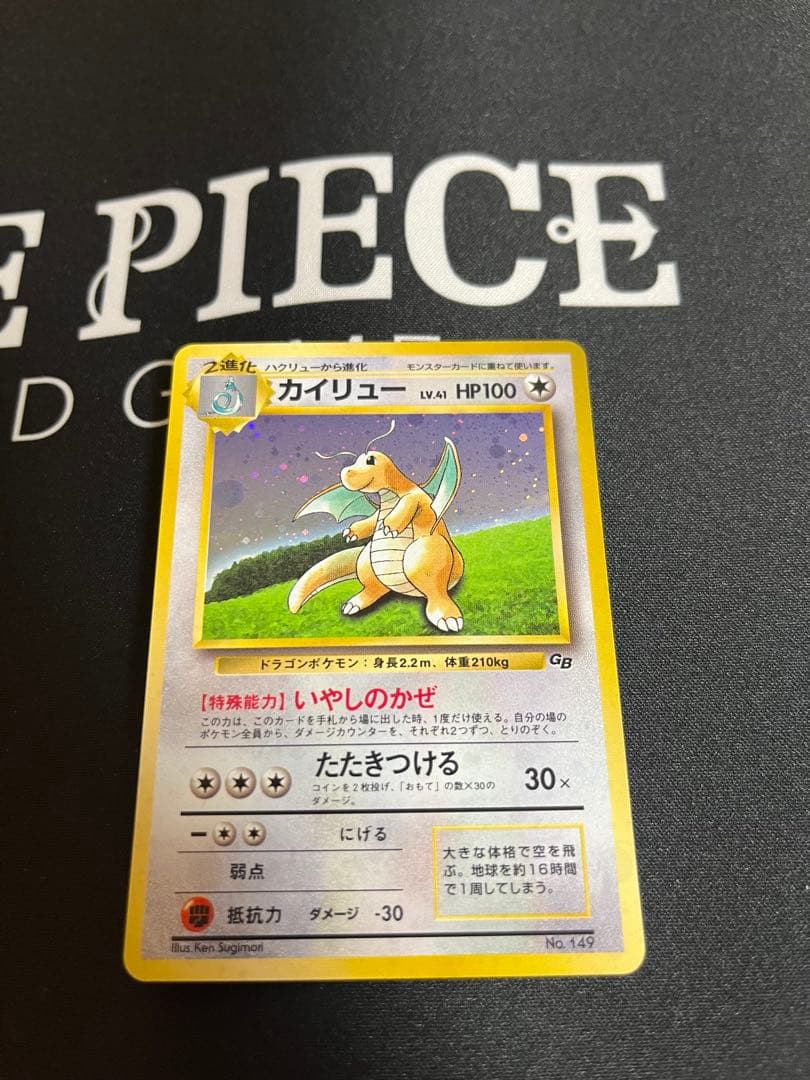 E PIECE
D G
2進化 ハクリューから進化 モンスターカードに重ねて使います。
カイリュー LV.41 HP100
ドラゴンポケモン：身長2.2m、体重210kg GB
【特殊能力】いやしのかぜ
この力は、このカードを手札から場に出した時、1度だけ使える。自分の場の
ポケモン全員から、ダメージカウンターを、それぞれ2つずつ、とりのぞく。
たたきつける 30×
コインを2枚投げ、「おもて」の数×30の
ダメージ。
にげる
弱点
抵抗力 ダメージ -30
大きな体格で空を飛
ぶ。地球を約16時間
で1周してしまう。
Illus. Ken Sugimori No. 149